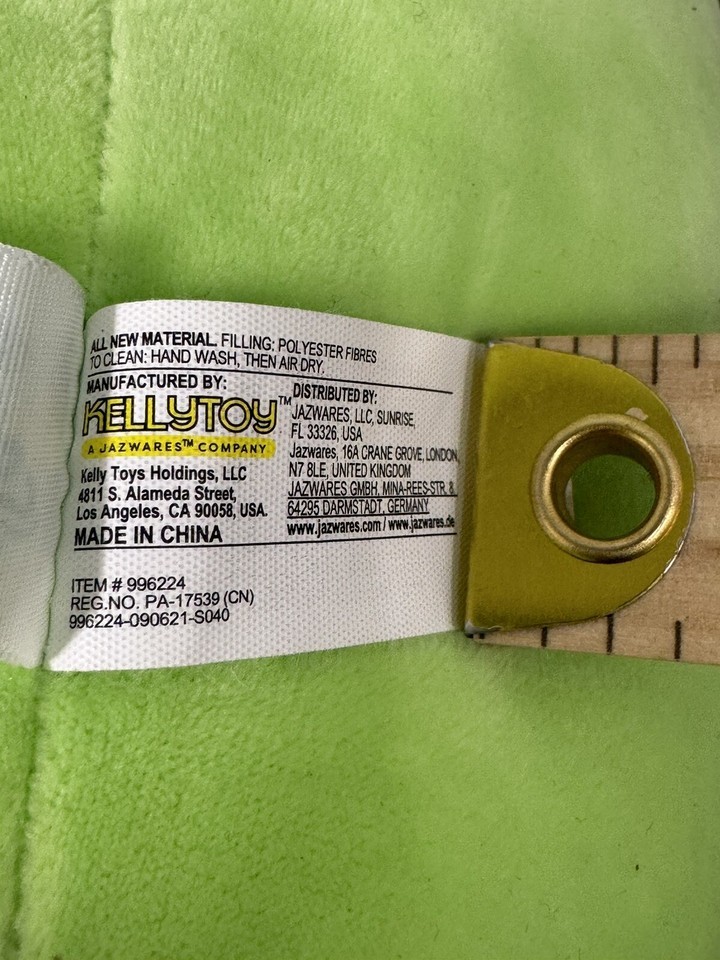 ALL NEW MATERIAL. FILLING: POLYESTER FIBRES
TO CLEAN: HAND WASH, THEN AIR DRY.
MANUFACTURED BY:
KELLYTOY™
A JAZWARES™ COMPANY
Kelly Toys Holdings, LLC
4811 S. Alameda Street,
Los Angeles, CA 90058, USA.
MADE IN CHINA
DISTRIBUTED BY:
JAZWARES, LLC, SUNRISE,
FL 33326, USA
Jazwares, 16A CRANE GROVE, LONDON,
N7 8LE, UNITED KINGDOM
JAZWARES GMBH, MINA-REES-STR. 8,
64295 DARMSTADT, GERMANY
www.jazwares.com / www.jazwares.de
ITEM # 996224
REG.NO. PA-17539 (CN)
996224-090621-S040